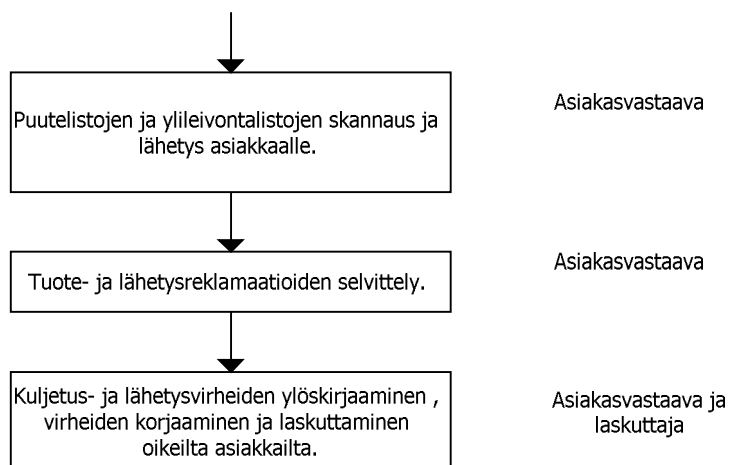 Puutelistojen ja ylileivontalistojen skannaus ja
lähetys asiakkaalle.
Asiakasvastaava
Tuote- ja lähetysreklamaatioiden selvittely.
Asiakasvastaava
Kuljetus- ja lähetysvirheiden ylöskirjaaminen ,
virheiden korjaaminen ja laskuttaminen
oikeilta asiakkailta.
Asiakasvastaava ja
laskuttaja